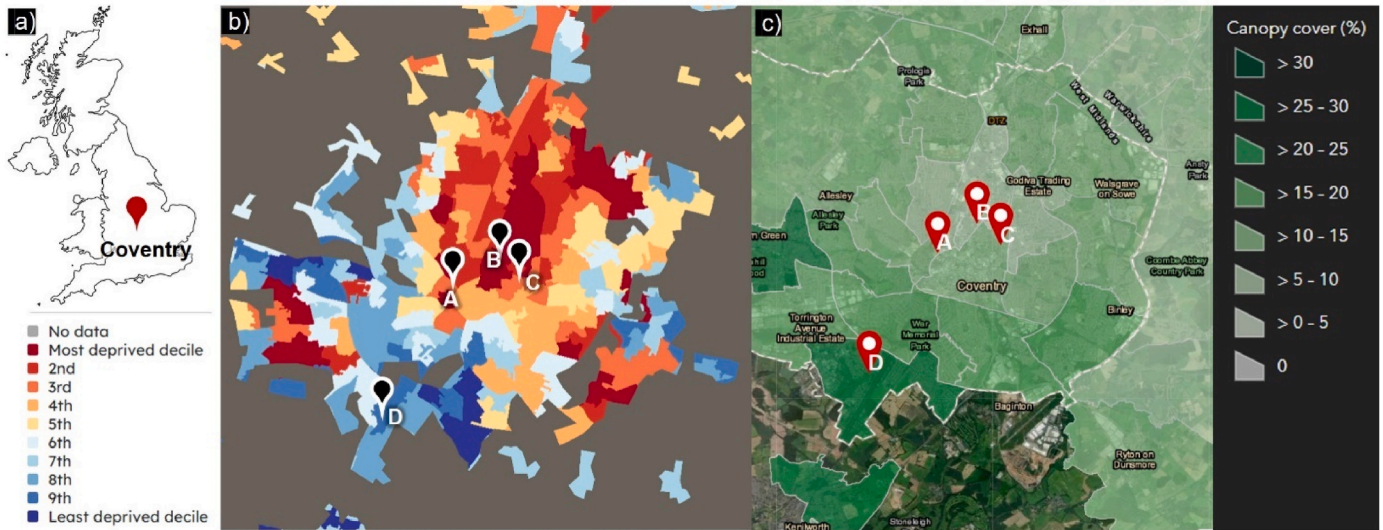 a)
Coventry
No data
Most deprived decile
2nd
3rd
4th
5th
6th
7th
8th
9th
Least deprived decile
b)
A
B
C
D
c)
Exhall
Prologis
Park
DTZ
West Midlands
Warwickshire
Ansty
Park
Godiva Trading
Estate
Walsgrave
on Sowe
Allesley
Allesley
Park
B
A
C
Coombe Abbey
Country Park
Coventry
Binley
Torrington
Avenue
Industrial Estate
War
Memorial
Park
D
Baginton
Ryton on
Dunsmore
Stoneleigh
Kenilworth
Canopy cover (%)
> 30
> 25 - 30
> 20 - 25
> 15 - 20
> 10 - 15
> 5 - 10
> 0 - 5
0